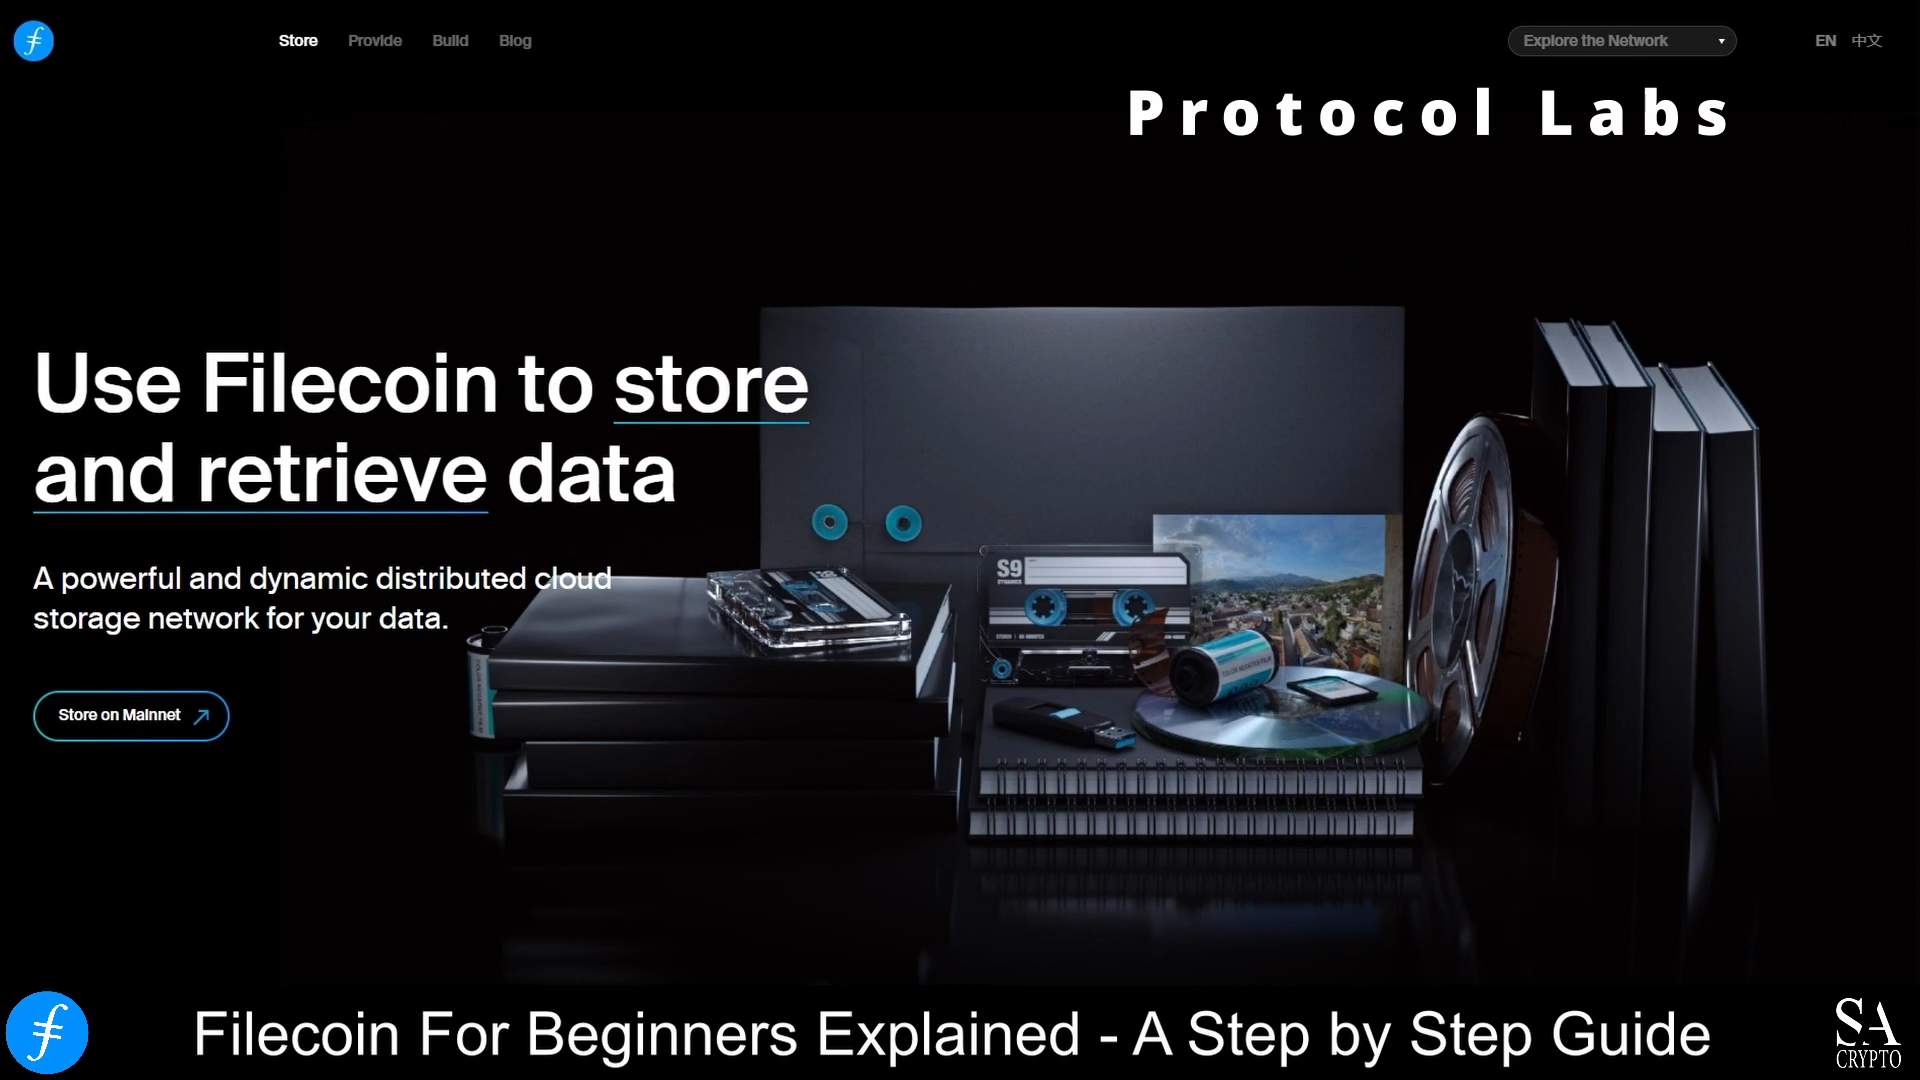 Store Provide Build Blog
Explore the Network
EN 中文
Protocol Labs
Use Filecoin to store
and retrieve data
A powerful and dynamic distributed cloud
storage network for your data.
Store on Mainnet
S9
DYNAMICS
Filecoin For Beginners Explained - A Step by Step Guide
SA
CRYPTO